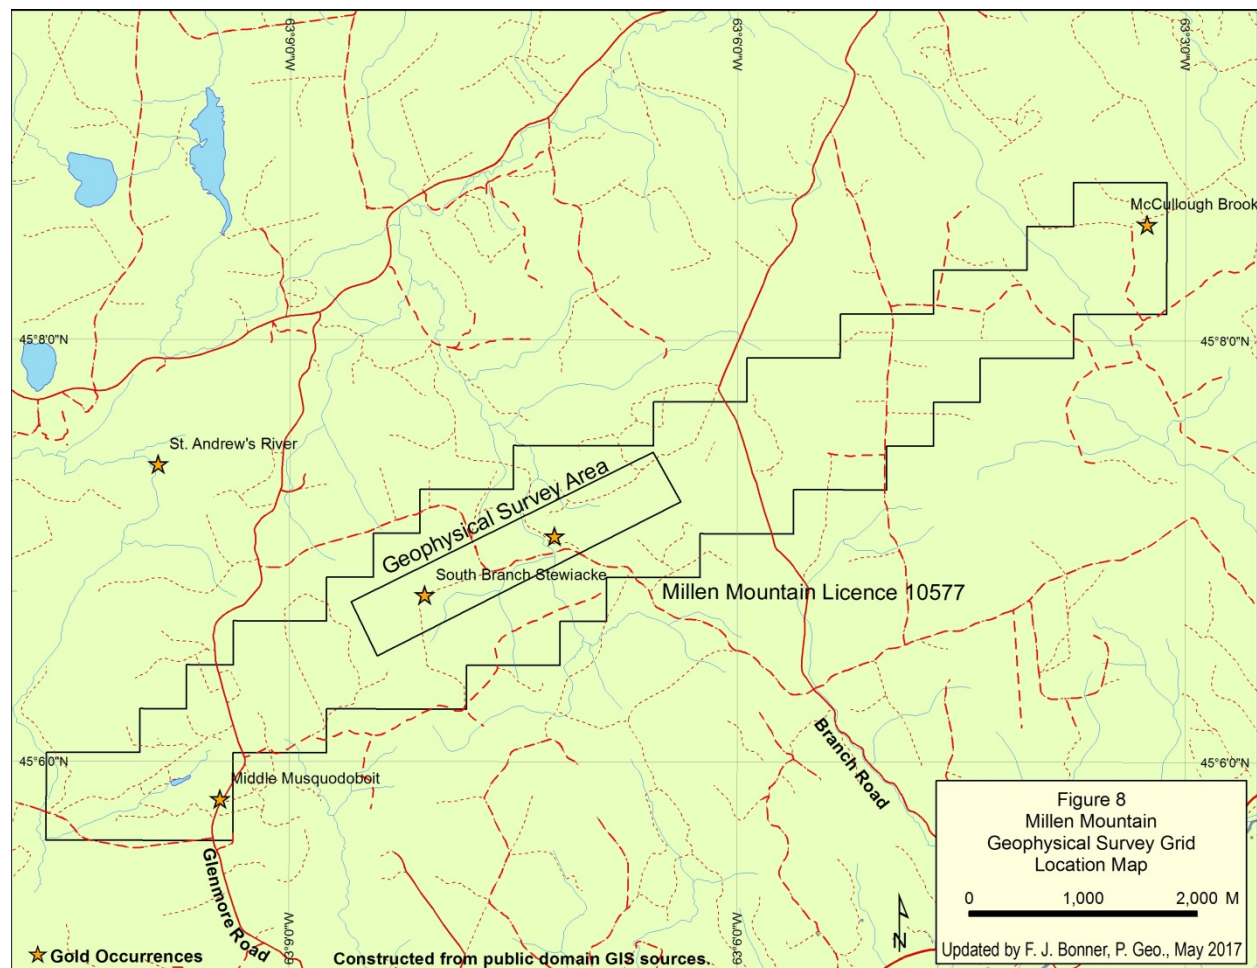 63°9'0"W
63°6'0"W
63°3'0"W
McCullough Brook
45°8'0"N
45°8'0"N
St. Andrew's River
Geophysical Survey Area
South Branch Stewiacke
Millen Mountain Licence 10577
45°6'0"N
45°6'0"N
Middle Musquodoboit
Branch Road
Glenmore Road
63°9'0"W
63°6'0"W
Figure 8
Millen Mountain
Geophysical Survey Grid
Location Map
0 1,000 2,000 M
N
Updated by F. J. Bonner, P. Geo., May 2017
Gold Occurrences
Constructed from public domain GIS sources.